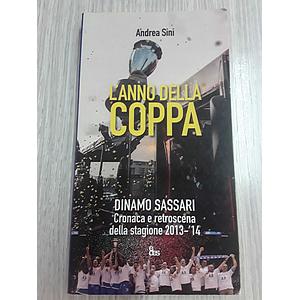 Andrea Sini
L'ANNO DELLA
COPPA
DINAMO SASSARI
Cronaca e retroscena
della stagione 2013-'14